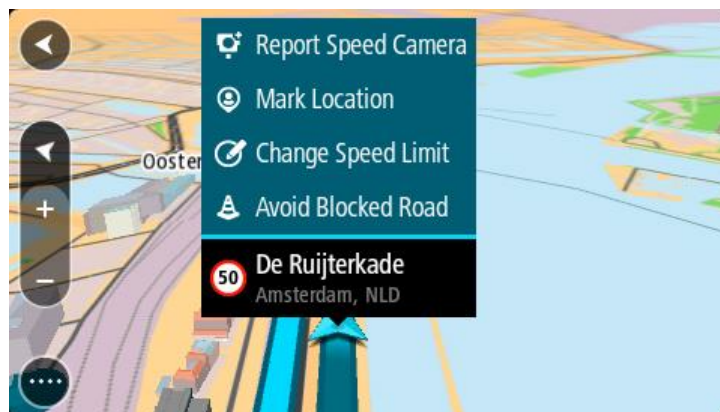 Report Speed Camera
Mark Location
Change Speed Limit
Avoid Blocked Road
Ooster
50
De Ruijterkade
Amsterdam, NLD